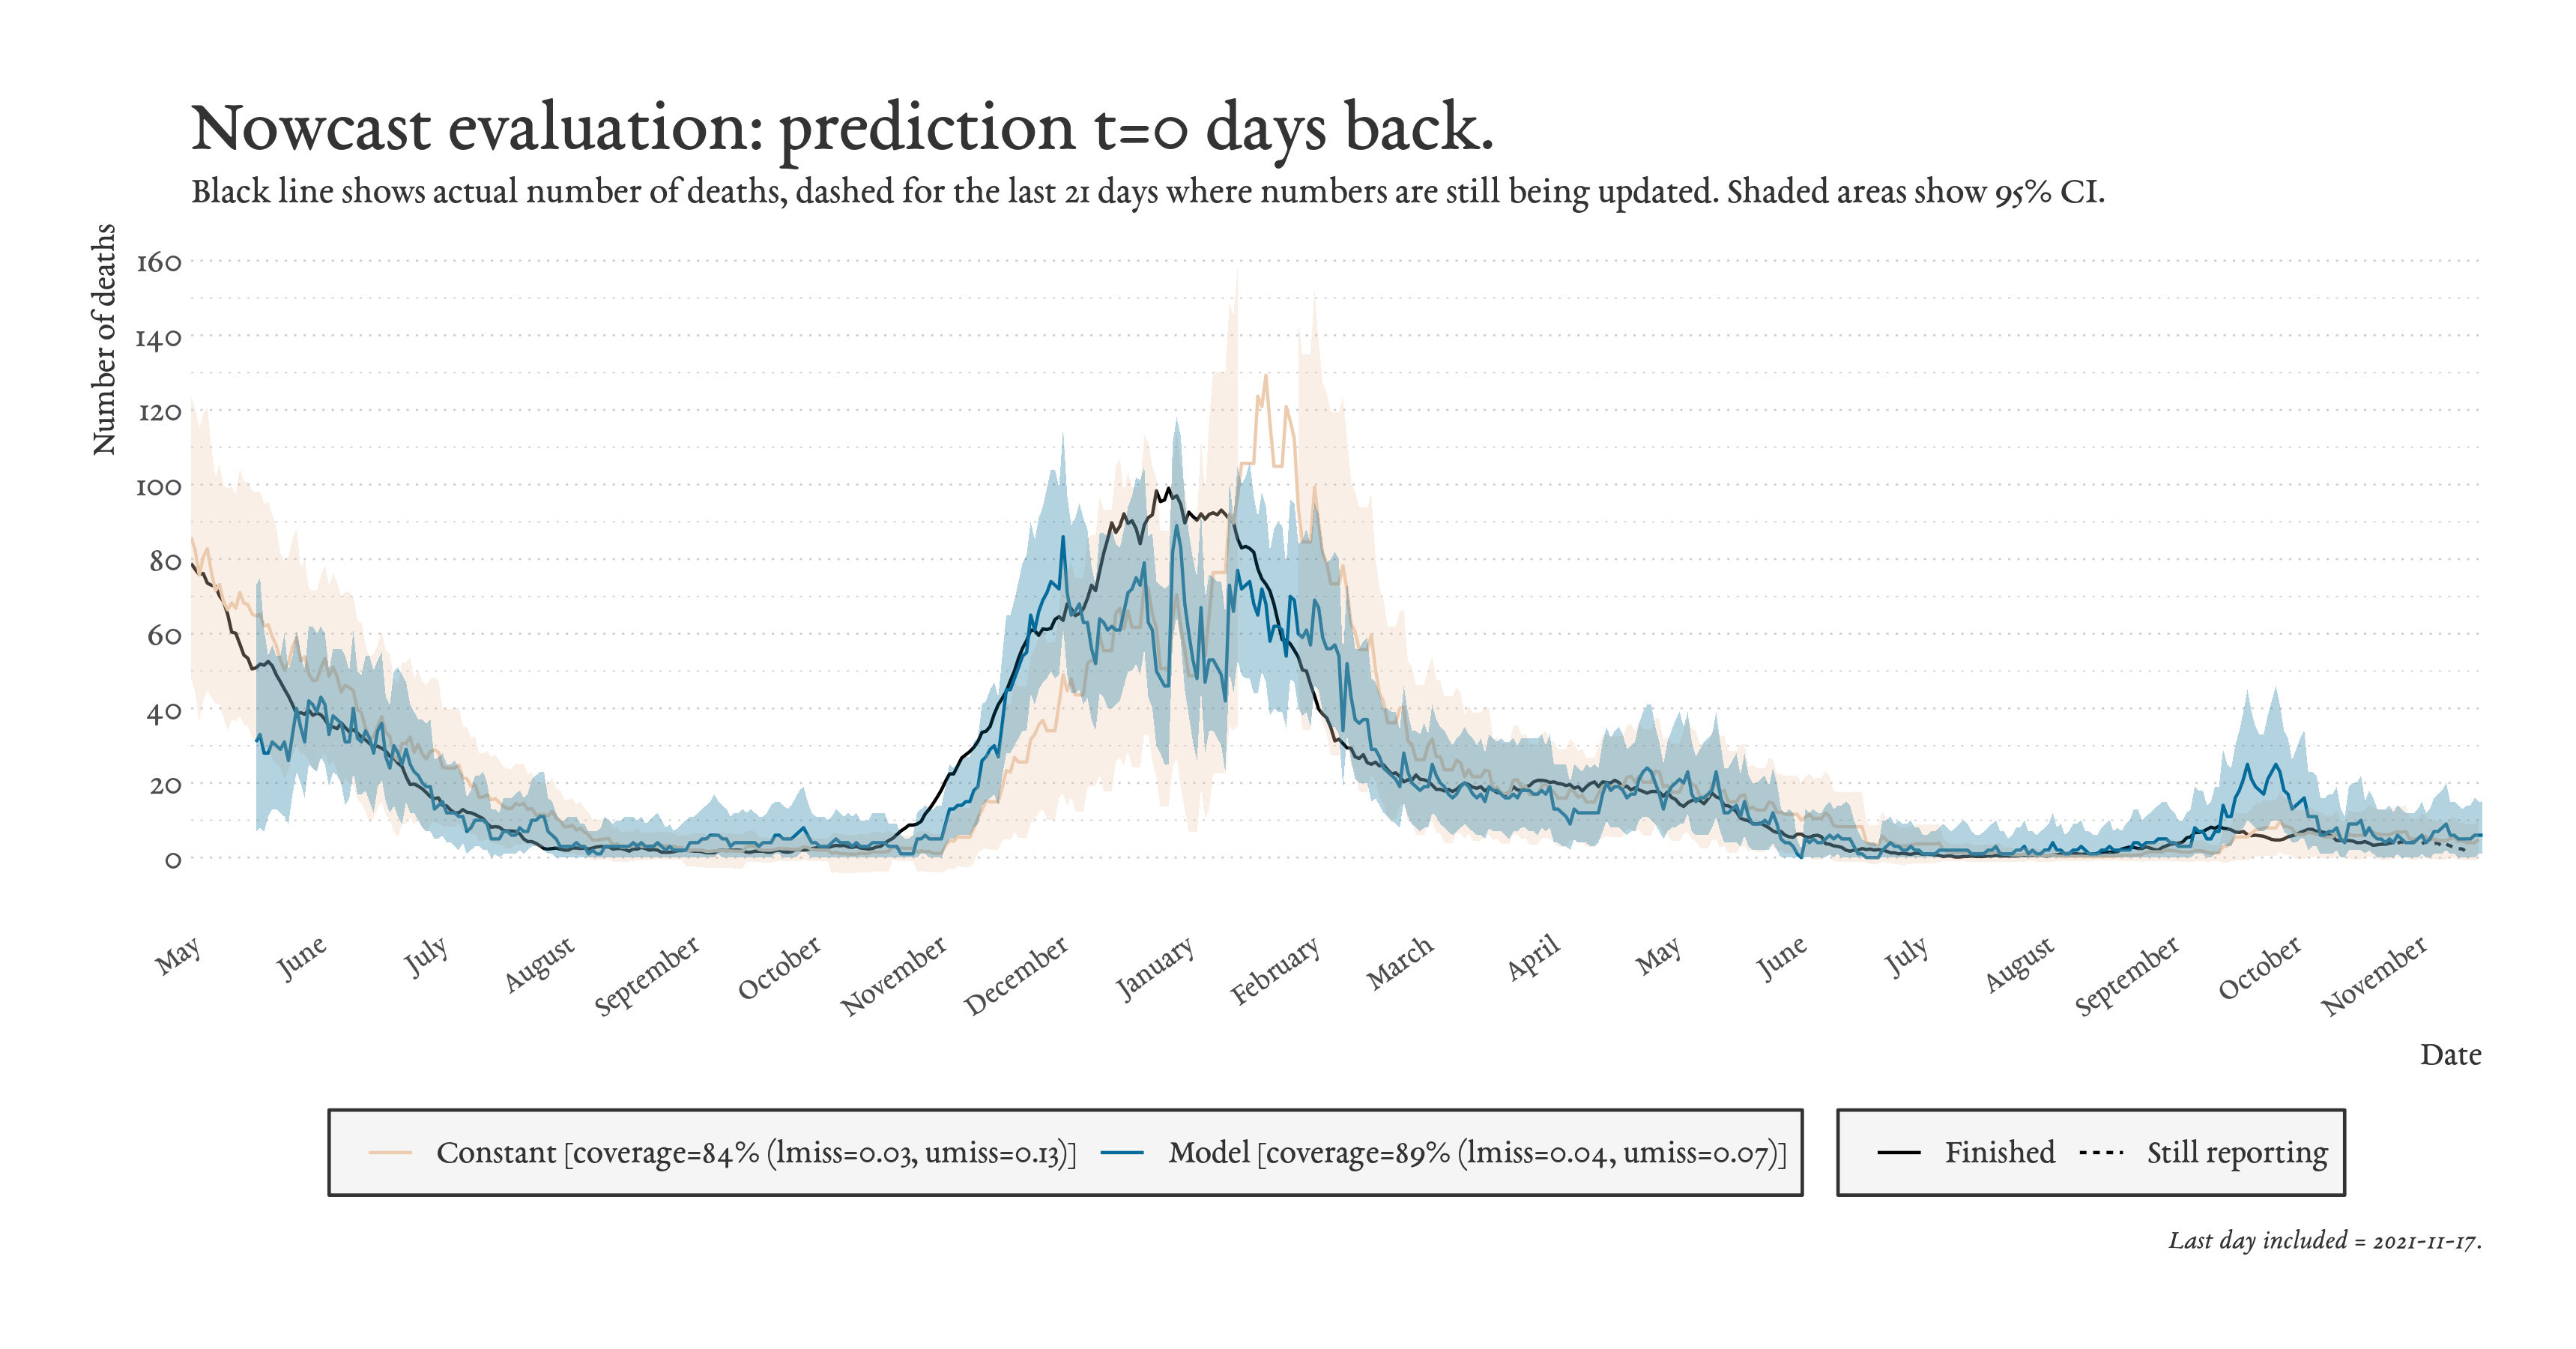 Nowcast evaluation: prediction t=0 days back.
Black line shows actual number of deaths, dashed for the last 21 days where numbers are still being updated. Shaded areas show 95% CI.
Number of deaths
160
140
120
100
80
60
40
20
0
May June July August September October November December January February March April May June July August September October November
Date
Constant [coverage=84% (lmiss=0.03, umiss=0.13)] Model [coverage=89% (lmiss=0.04, umiss=0.07)] Finished Still reporting
Last day included = 2021-11-17.